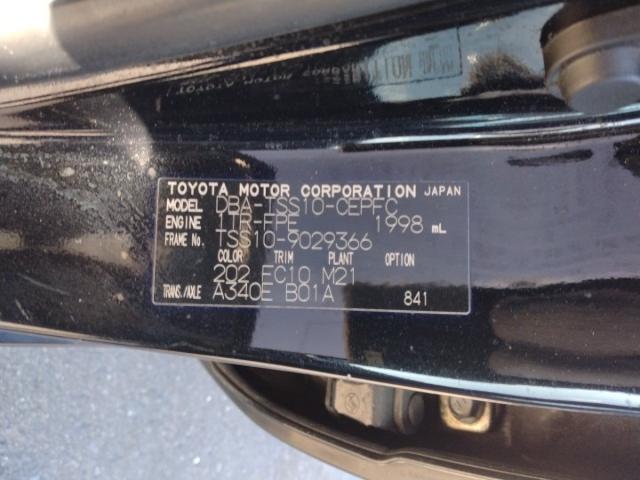 TOYOTA MOTOR CORPORATION JAPAN
MODEL DBA-TSS10-CEPFC
ENGINE 1TR-FPE 1998 mL
FRAME No. TSS10-9029366
COLOR TRIM PLANT OPTION
202 FC10 M21
TRANS./AXLE A340E B01A 841